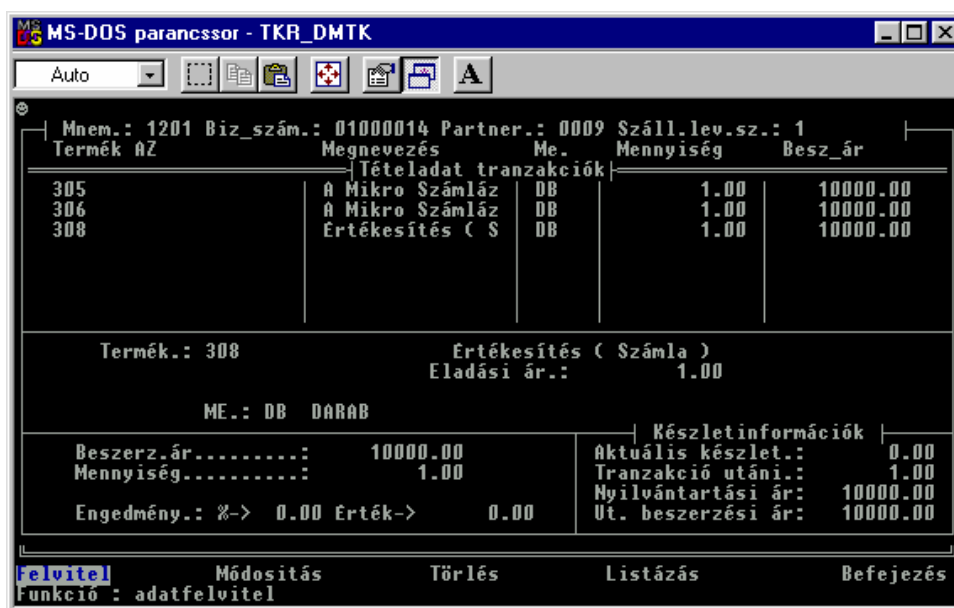 MS-DOS parancssor - TKR_DMTK
Auto
A
Mnem.: 1201 Biz_szám.: 01000014 Partner.: 0009 Száll.lev.sz.: 1
Termék AZ Megnevezés Me. Mennyiség Besz_ár
Tételadat tranzakciók
305 A Mikro Számláz DB 1.00 10000.00
306 A Mikro Számláz DB 1.00 10000.00
308 Értékesítés ( S DB 1.00 10000.00
Termék.: 308 Értékesítés ( Számla )
Eladási ár.: 1.00
ME.: DB DARAB
Készletinformációk
Beszerz.ár.........: 10000.00 Aktuális készlet.: 0.00
Mennyiség..........: 1.00 Tranzakció utáni.: 1.00
Nyilvántartási ár: 10000.00
Engedmény.: %-> 0.00 Érték-> 0.00 Ut. beszerzési ár: 10000.00
Felvitel Módositás Törlés Listázás Befejezés
Funkció : adatfelvitel